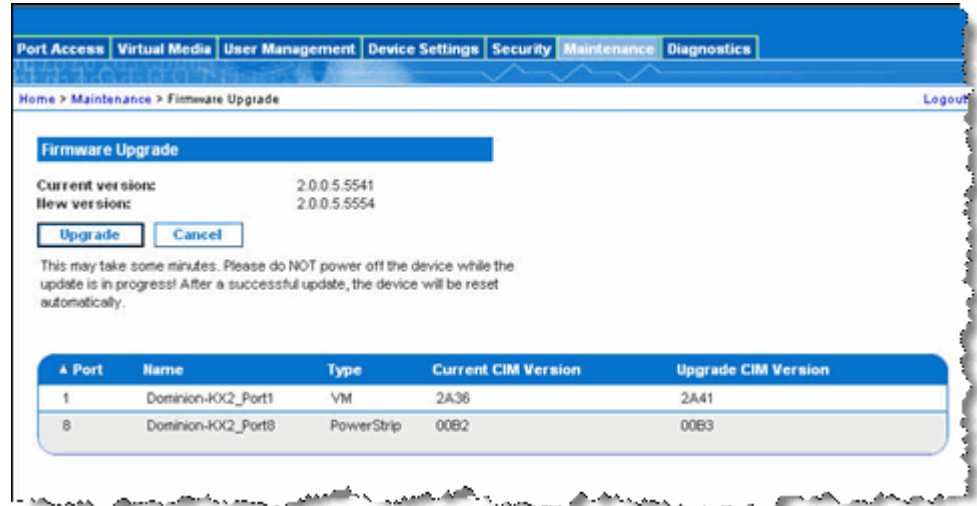 Port Access Virtual Media User Management Device Settings Security Maintenance Diagnostics
Home > Maintenance > Firmware Upgrade Logout
Firmware Upgrade
Current version: 2.0.0.5.5541
New version: 2.0.0.5.5554
Upgrade Cancel
This may take some minutes. Please do NOT power off the device while the
update is in progress! After a successful update, the device will be reset
automatically.
▲ Port Name Type Current CIM Version Upgrade CIM Version
1 Dominion-KX2_Port1 VM 2A36 2A41
8 Dominion-KX2_Port8 PowerStrip 00B2 00B3